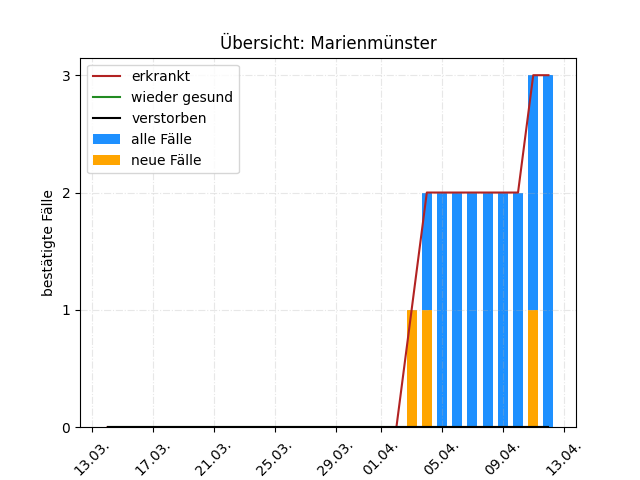 Übersicht: Marienmünster
erkrankt
wieder gesund
verstorben
alle Fälle
neue Fälle
bestätigte Fälle
3
2
1
0
13.03.
17.03.
21.03.
25.03.
29.03.
01.04.
05.04.
09.04.
13.04.